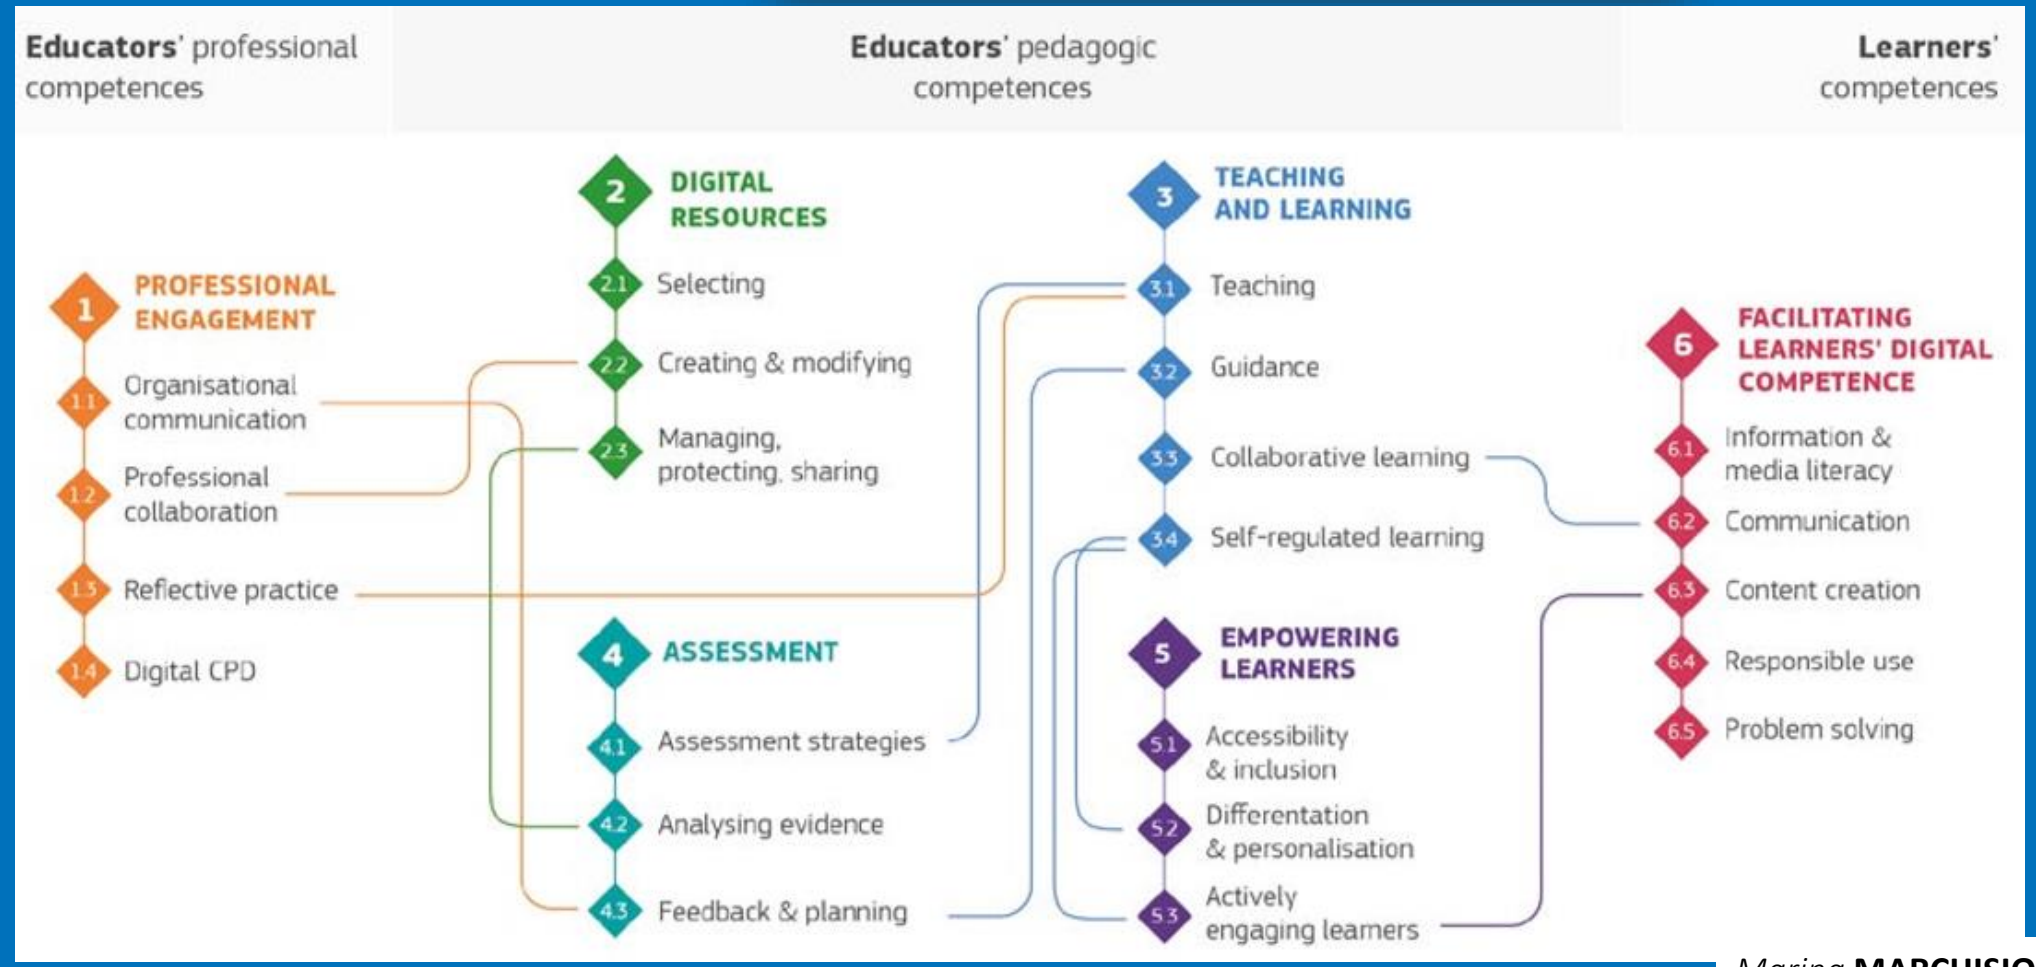 Educators' professional
competences
Educators' pedagogic
competences
Learners'
competences
1
PROFESSIONAL
ENGAGEMENT
1.1
Organisational
communication
1.2
Professional
collaboration
1.3
Reflective practice
1.4
Digital CPD
2
DIGITAL
RESOURCES
2.1
Selecting
2.2
Creating & modifying
2.3
Managing,
protecting, sharing
4
ASSESSMENT
4.1
Assessment strategies
4.2
Analysing evidence
4.3
Feedback & planning
3
TEACHING
AND LEARNING
3.1
Teaching
3.2
Guidance
3.3
Collaborative learning
3.4
Self-regulated learning
5
EMPOWERING
LEARNERS
5.1
Accessibility
& inclusion
5.2
Differentation
& personalisation
5.3
Actively
engaging learners
6
FACILITATING
LEARNERS' DIGITAL
COMPETENCE
6.1
Information &
media literacy
6.2
Communication
6.3
Content creation
6.4
Responsible use
6.5
Problem solving
Marina MARCHISIO